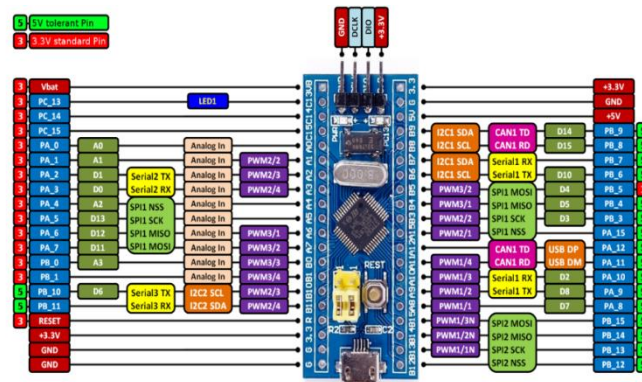 5 5V tolerant Pin
3 3.3V standard Pin
GND DCLK DIO +3.3V
3 Vbat
3 PC_13 LED1
3 PC_14
3 PC_15
3 PA_0 A0 Analog In
3 PA_1 A1 Analog In PWM2/2
3 PA_2 D1 Serial2 TX Analog In PWM2/3
3 PA_3 D0 Serial2 RX Analog In PWM2/4
3 PA_4 A2 SPI1 NSS Analog In
3 PA_5 D13 SPI1 SCK Analog In
3 PA_6 D12 SPI1 MISO Analog In PWM3/1
3 PA_7 D11 SPI1 MOSI Analog In PWM3/2
3 PB_0 A3 Analog In PWM3/3
3 PB_1 Analog In PWM3/4
5 PB_10 D6 Serial3 TX I2C2 SCL PWM2/3
5 PB_11 Serial3 RX I2C2 SDA PWM2/4
3 RESET
+3.3V
GND
GND
REST
+3.3V
GND
+5V
I2C1 SDA CAN1 TD D14 PB_9
I2C1 SCL CAN1 RD D15 PB_8
I2C1 SDA Serial1 RX PB_7
I2C1 SCL Serial1 TX D10 PB_6
PWM3/2 SPI1 MOSI D4 PB_5
PWM3/1 SPI1 MISO D5 PB_4
PWM2/2 SPI1 SCK D3 PB_3
PWM2/1 SPI1 NSS PA_15
CAN1 TD USB DP PA_12
PWM1/4 CAN1 RD USB DM PA_11
PWM1/3 Serial1 RX D2 PA_10
PWM1/2 Serial1 TX D8 PA_9
PWM1/1 D7 PA_8
PWM1/3N SPI2 MOSI PB_15
PWM1/2N SPI2 MISO PB_14
PWM1/1N SPI2 SCK PB_13
SPI2 NSS PB_12